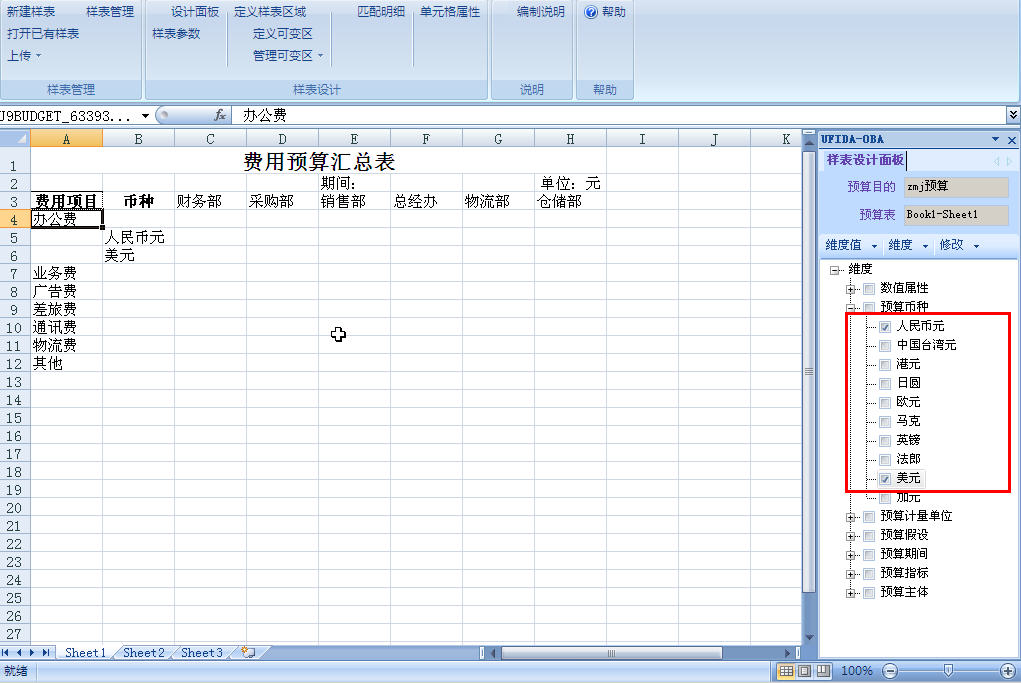 新建样表 样表管理 设计面板 定义样表区域 匹配明细 单元格属性 编制说明 帮助
打开已有样表 样表参数 定义可变区
上传 管理可变区
样表管理 样表设计 说明 帮助
J9BUDGET_63393... fx 办公费
A B C D E F G H I J K
1 费用预算汇总表
2 期间: 单位: 元
3 费用项目 币种 财务部 采购部 销售部 总经办 物流部 仓储部
4 办公费
5 人民币元
6 美元
7 业务费
8 广告费
9 差旅费
10 通讯费
11 物流费
12 其他
13
14
15
16
17
18
19
20
21
22
23
24
25
26
27
Sheet1 Sheet2 Sheet3
就绪 100%
UFIDA-OBA
样表设计面板
预算目的 zmj预算
预算表 Book1-Sheet1
维度值 维度 修改
维度
数值属性
预算币种
人民币元
中国台湾元
港元
日圆
欧元
马克
英镑
法郎
美元
加元
预算计量单位
预算假设
预算期间
预算指标
预算主体